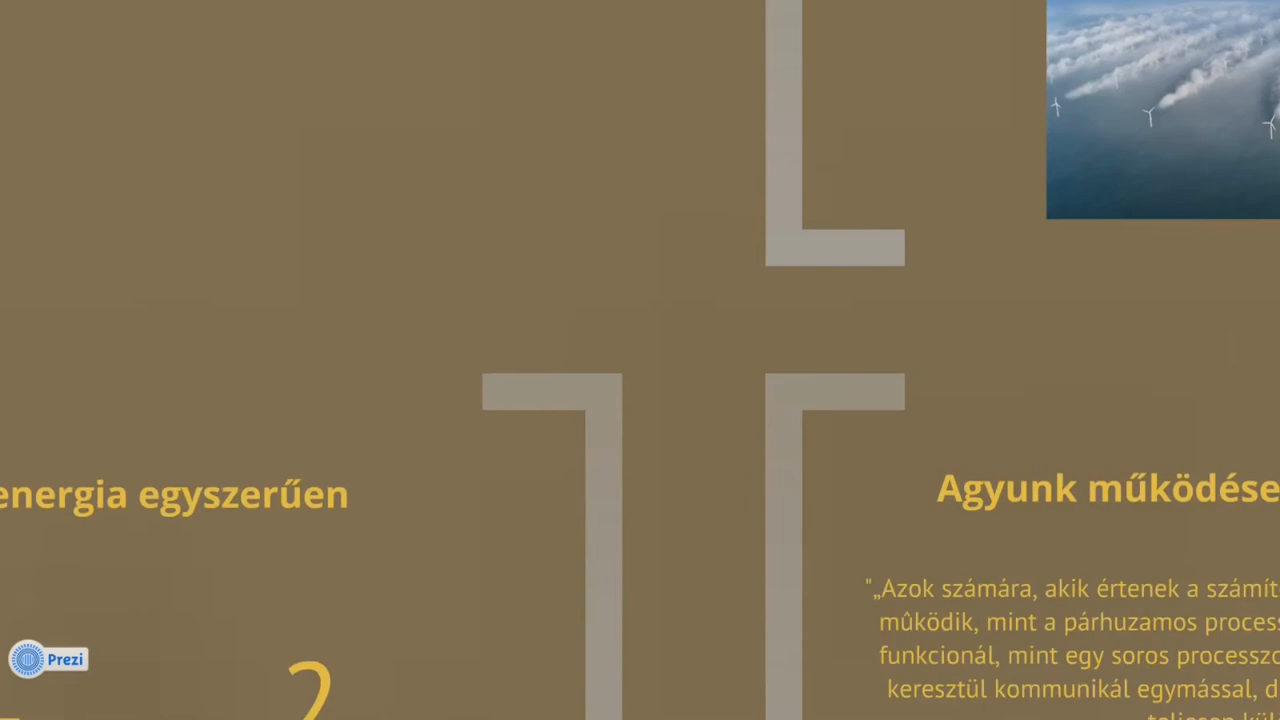 energia egyszerűen
2
Prezi
Agyunk működése
"„Azok számára, akik értenek a számít
mûködik, mint a párhuzamos process
funkcionál, mint egy soros processzo
keresztül kommunikál egymással, d